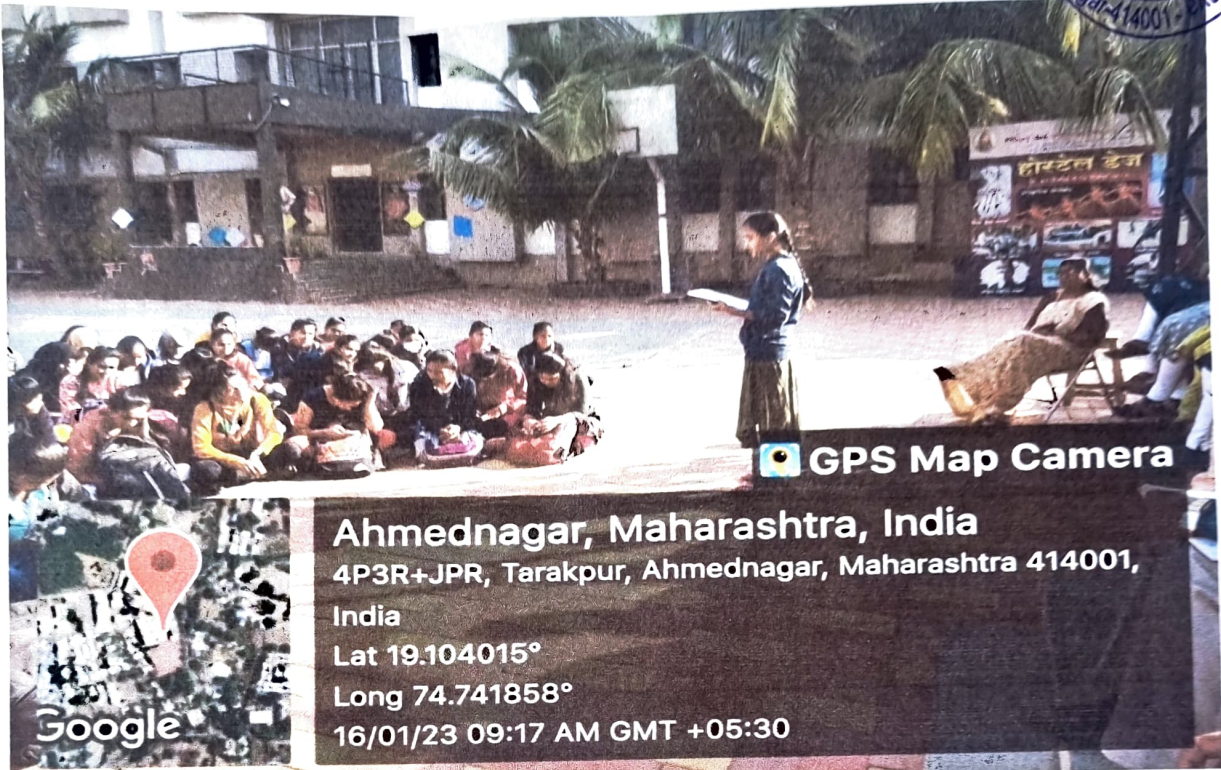 414001
होस्टेल डेज
GPS Map Camera
Ahmednagar, Maharashtra, India
4P3R+JPR, Tarakpur, Ahmednagar, Maharashtra 414001,
India
Lat 19.104015°
Long 74.741858°
16/01/23 09:17 AM GMT +05:30
Google